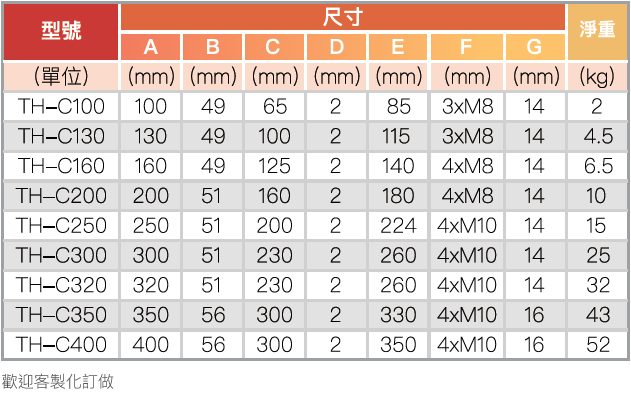 型號 尺寸 淨重
A B C D E F G
(單位) (mm) (mm) (mm) (mm) (mm) (mm) (mm) (kg)
TH–C100 100 49 65 2 85 3xM8 14 2
TH–C130 130 49 100 2 115 3xM8 14 4.5
TH–C160 160 49 125 2 140 4xM8 14 6.5
TH–C200 200 51 160 2 180 4xM8 14 10
TH–C250 250 51 200 2 224 4xM10 14 15
TH–C300 300 51 230 2 260 4xM10 14 25
TH–C320 320 51 230 2 260 4xM10 14 32
TH–C350 350 56 300 2 330 4xM10 16 43
TH–C400 400 56 300 2 350 4xM10 16 52
歡迎客製化訂做